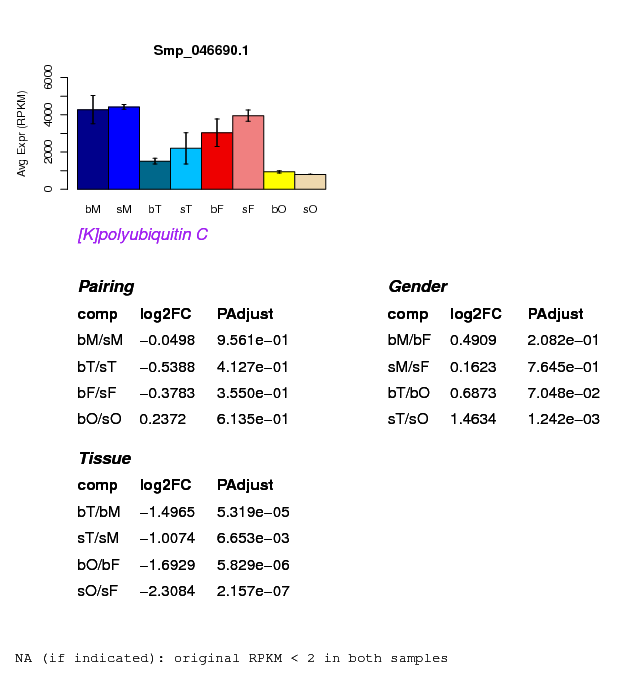 Smp_046690.1
Avg Expr (RPKM)
0 2000 4000 6000
bM sM bT sT bF sF bO sO
[K]polyubiquitin C
Pairing
comp log2FC PAdjust
bM/sM −0.0498 9.561e−01
bT/sT −0.5388 4.127e−01
bF/sF −0.3783 3.550e−01
bO/sO 0.2372 6.135e−01
Gender
comp log2FC PAdjust
bM/bF 0.4909 2.082e−01
sM/sF 0.1623 7.645e−01
bT/bO 0.6873 7.048e−02
sT/sO 1.4634 1.242e−03
Tissue
comp log2FC PAdjust
bT/bM −1.4965 5.319e−05
sT/sM −1.0074 6.653e−03
bO/bF −1.6929 5.829e−06
sO/sF −2.3084 2.157e−07
NA (if indicated): original RPKM < 2 in both samples